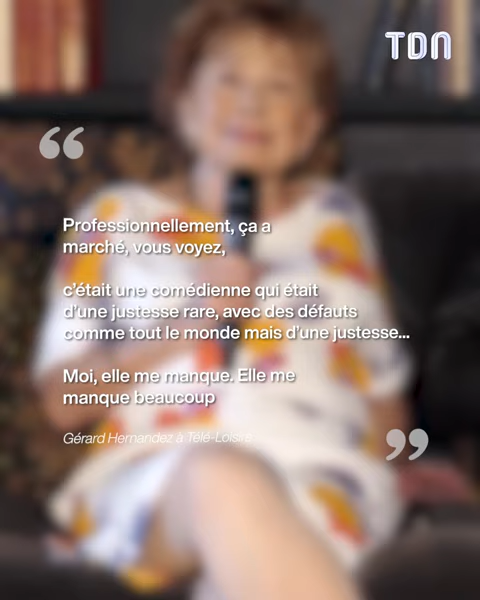 TDN
“
Professionnellement, ça a
marché, vous voyez,
c'était une comédienne qui était
d'une justesse rare, avec des défauts
comme tout le monde mais d'une justesse...
Moi, elle me manque. Elle me
manque beaucoup
Gérard Hernandez à Télé-Loisirs
”